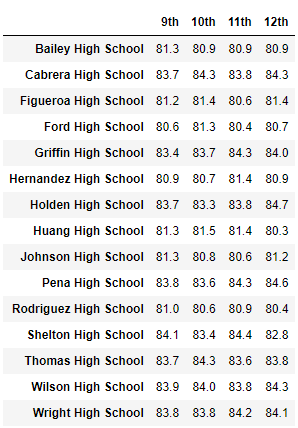 9th 10th 11th 12th
Bailey High School 81.3 80.9 80.9 80.9
Cabrera High School 83.7 84.3 83.8 84.3
Figueroa High School 81.2 81.4 80.6 81.4
Ford High School 80.6 81.3 80.4 80.7
Griffin High School 83.4 83.7 84.3 84.0
Hernandez High School 80.9 80.7 81.4 80.9
Holden High School 83.7 83.3 83.8 84.7
Huang High School 81.3 81.5 81.4 80.3
Johnson High School 81.3 80.8 80.6 81.2
Pena High School 83.8 83.6 84.3 84.6
Rodriguez High School 81.0 80.6 80.9 80.4
Shelton High School 84.1 83.4 84.4 82.8
Thomas High School 83.7 84.3 83.6 83.8
Wilson High School 83.9 84.0 83.8 84.3
Wright High School 83.8 83.8 84.2 84.1